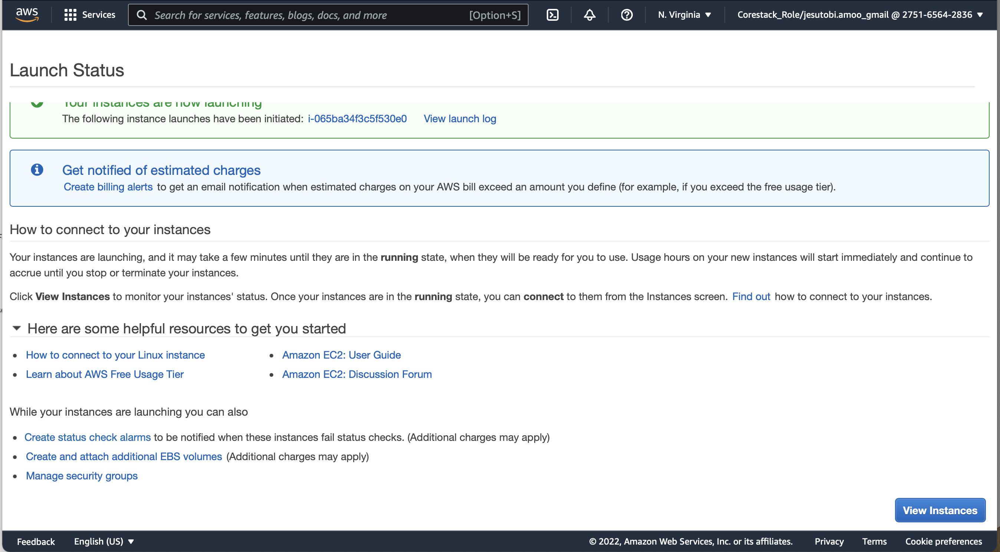 aws Services Search for services, features, blogs, docs, and more [Option+S] N. Virginia Corestack_Role/jesutobi.amoo_gmail @ 2751-6564-2836
Launch Status
Your instances are now launching
The following instance launches have been initiated: i-065ba34f3c5f530e0 View launch log
Get notified of estimated charges
Create billing alerts to get an email notification when estimated charges on your AWS bill exceed an amount you define (for example, if you exceed the free usage tier).
How to connect to your instances
Your instances are launching, and it may take a few minutes until they are in the running state, when they will be ready for you to use. Usage hours on your new instances will start immediately and continue to
accrue until you stop or terminate your instances.
Click View Instances to monitor your instances' status. Once your instances are in the running state, you can connect to them from the Instances screen. Find out how to connect to your instances.
Here are some helpful resources to get you started
How to connect to your Linux instance
Amazon EC2: User Guide
Learn about AWS Free Usage Tier
Amazon EC2: Discussion Forum
While your instances are launching you can also
Create status check alarms to be notified when these instances fail status checks. (Additional charges may apply)
Create and attach additional EBS volumes (Additional charges may apply)
Manage security groups
View Instances
Feedback English (US) © 2022, Amazon Web Services, Inc. or its affiliates. Privacy Terms Cookie preferences